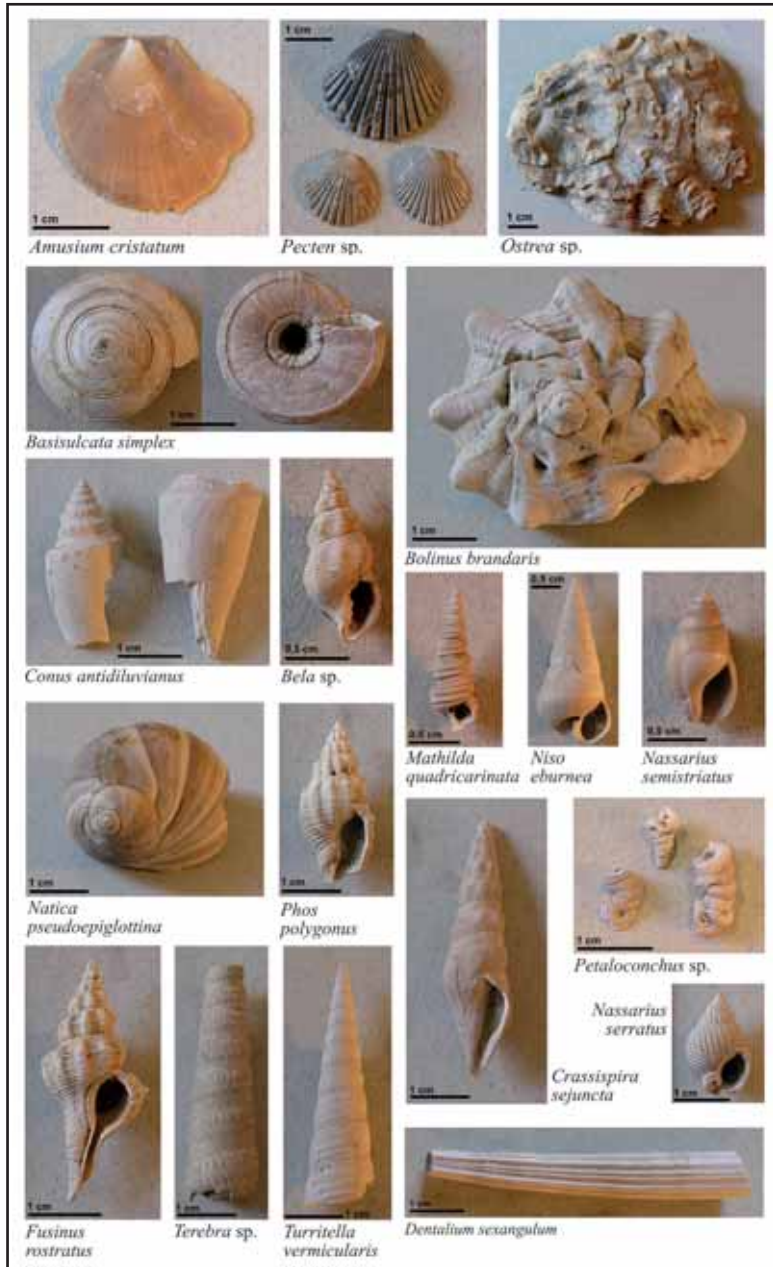 1 cm
1 cm
1 cm
1 cm
Amusium cristatum
Pecten sp.
Ostrea sp.
1 cm
Basisulcata simplex
1 cm
Bolinus brandaris
1 cm
Conus antidiluvianus
0.5 cm
Bela sp.
0.5 cm
Mathilda
quadricarinata
0.5 cm
Niso
eburnea
0.5 cm
Nassarius
semistriatus
1 cm
Natica
pseudoepiglottina
1 cm
Phos
polygonus
1 cm
Petaloconchus sp.
Nassarius
serratus
1 cm
1 cm
Crassispira
sejuncta
1 cm
Fusinus
rostratus
1 cm
Terebra sp.
1 cm
Turritella
vermicularis
1 cm
Dentalium sexangulum